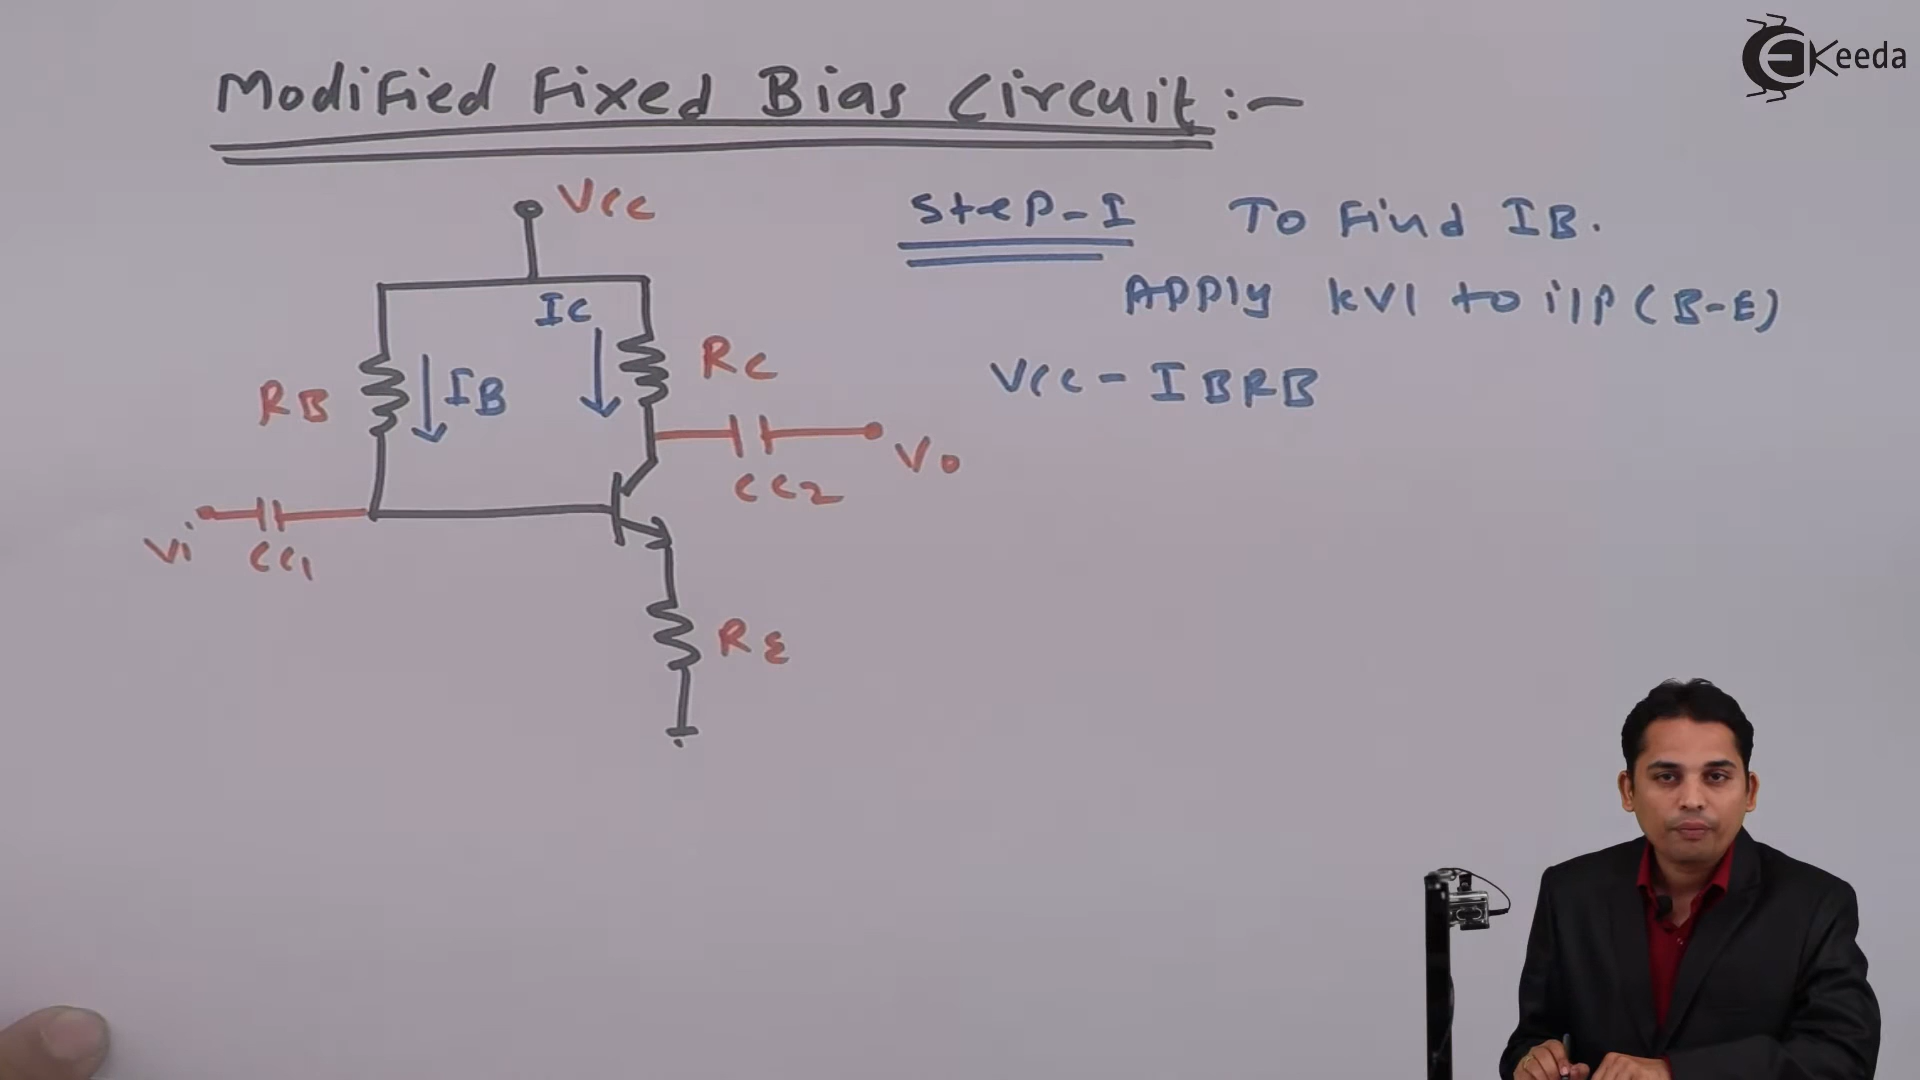 Keeda
Modified Fixed Bias Circuit:-
VCC
Step-I To Find IB.
IC
Apply kVl to i/p (B-E)
RC
VCC - IBRB
RB
IB
Vo
CC2
Vi
CC1
RE